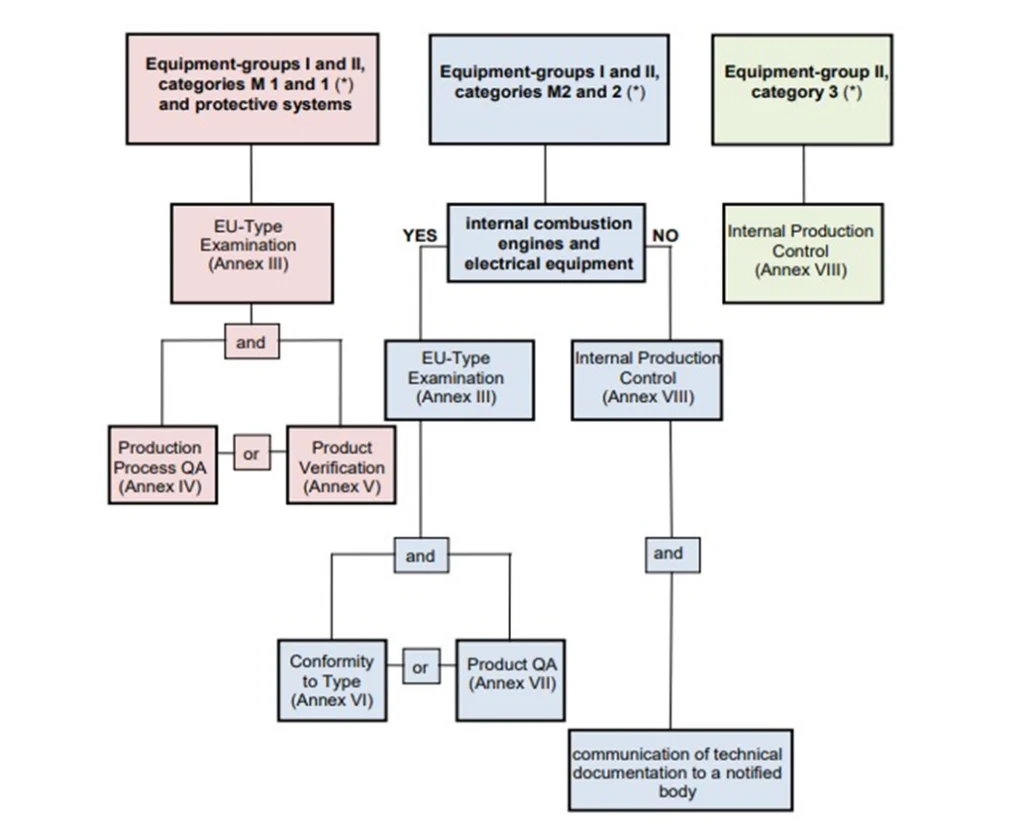 Equipment-groups I and II,
categories M 1 and 1 (*)
and protective systems
Equipment-groups I and II,
categories M2 and 2 (*)
Equipment-group II,
category 3 (*)
EU-Type
Examination
(Annex III)
YES
internal combustion
engines and
electrical equipment
NO
Internal Production
Control
(Annex VIII)
and
EU-Type
Examination
(Annex III)
Internal Production
Control
(Annex VIII)
Production
Process QA
(Annex IV)
or
Product
Verification
(Annex V)
and
and
Conformity
to Type
(Annex VI)
or
Product QA
(Annex VII)
communication of technical
documentation to a notified
body